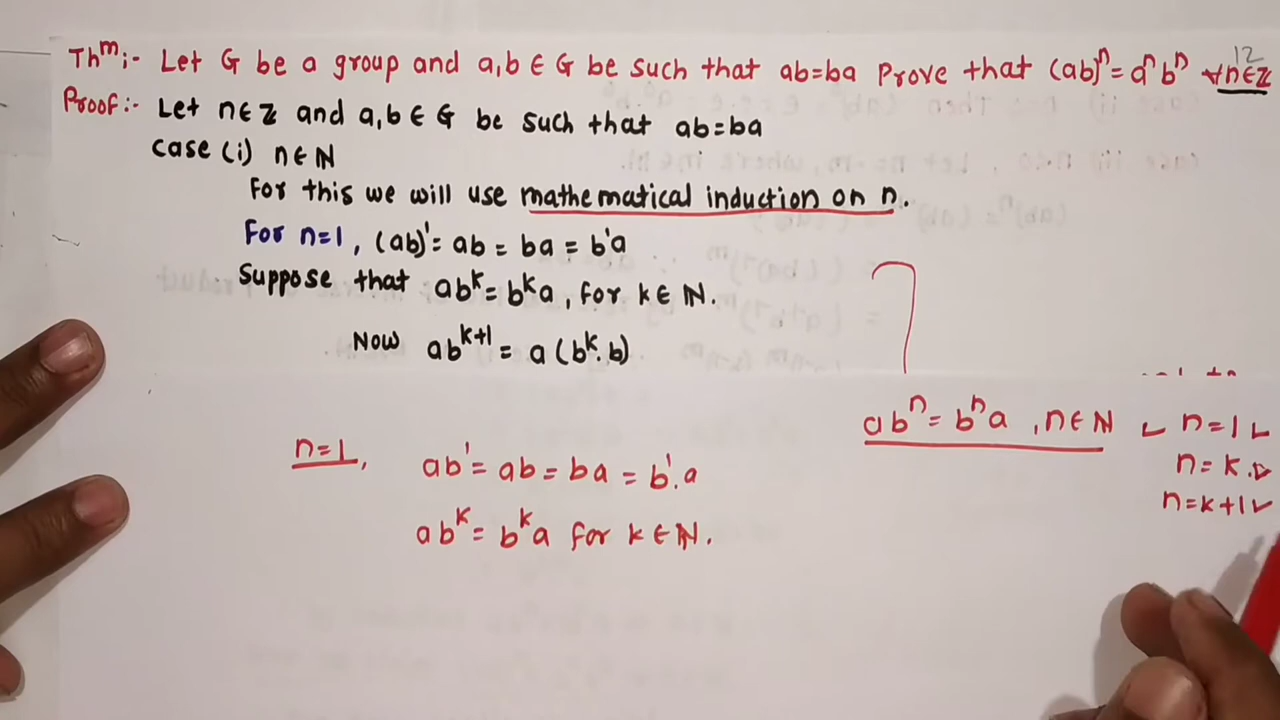 12
Thm:- Let G be a group and a,b ∈ G be such that ab=ba Prove that (ab)ⁿ = aⁿ bⁿ ∀ n∈ℤ
Proof:- Let n∈ℤ and a,b ∈ G be such that ab=ba
case (i) n∈ℕ
For this we will use mathematical induction on n.
For n=1, (ab)¹= ab = ba = b¹a
Suppose that abᵏ = bᵏa, for k∈ℕ.
Now abᵏ⁺¹ = a(bᵏ.b)
abⁿ = bⁿa, n∈ℕ
n=1
n=k.
n=k+1
n=1, ab¹ = ab = ba = b¹.a
abᵏ = bᵏa for k∈ℕ.